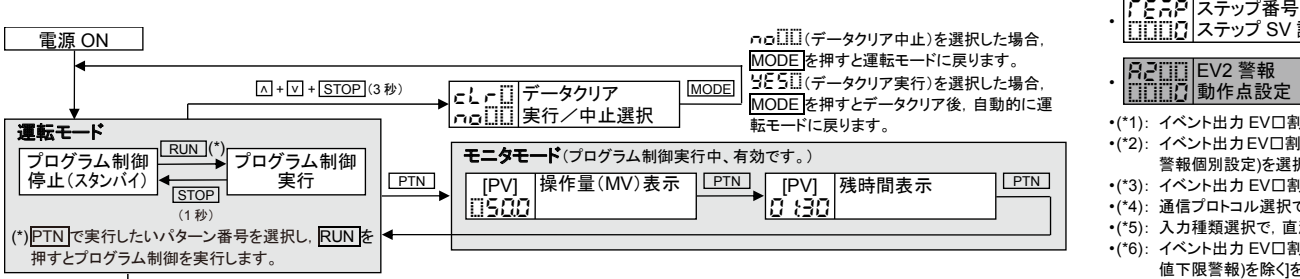 電源 ON
∧ + ∨ + STOP (3 秒)
データクリア
実行／中止選択
MODE
(データクリア中止)を選択した場合,
MODE を押すと運転モードに戻ります。
(データクリア実行)を選択した場合,
MODE を押すとデータクリア後, 自動的に運
転モードに戻ります。
運転モード
プログラム制御
停止(スタンバイ)
RUN (*)
STOP
(1 秒)
プログラム制御
実行
(*) PTN で実行したいパターン番号を選択し, RUN を
押すとプログラム制御を実行します。
PTN
モニタモード(プログラム制御実行中、有効です。)
[PV]
操作量(MV)表示
PTN
[PV]
残時間表示
PTN
ステップ番号
ステップ SV
EV2 警報
動作点設定
•(*1): イベント出力 EV□割
•(*2): イベント出力 EV□割
警報個別設定)を選択
•(*3): イベント出力 EV□割
•(*4): 通信プロトコル選択で
•(*5): 入力種類選択で, 直
•(*6): イベント出力 EV□割
値下限警報)を除く]を